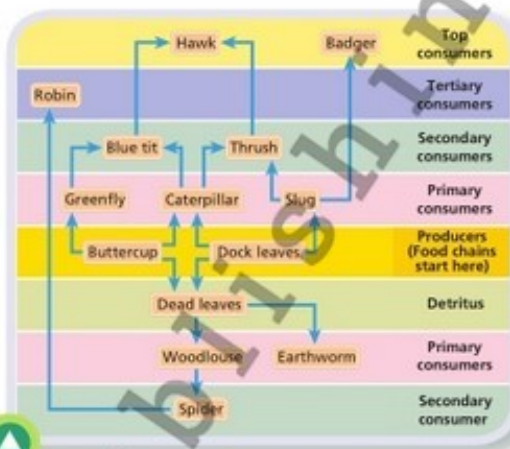 Hawk Badger Top
consumers
Robin Tertiary
consumers
Blue tit Thrush Secondary
consumers
Greenfly Caterpillar Slug Primary
consumers
Buttercup Dock leaves Producers
(Food chains
start here)
Dead leaves Detritus
Woodlouse Earthworm Primary
consumers
Spider Secondary
consumer